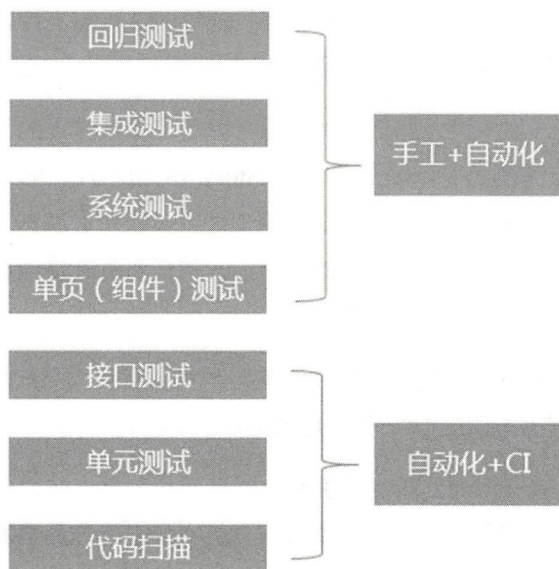 回归测试
集成测试
系统测试
单页（组件）测试
手工+自动化
接口测试
单元测试
代码扫描
自动化+CI